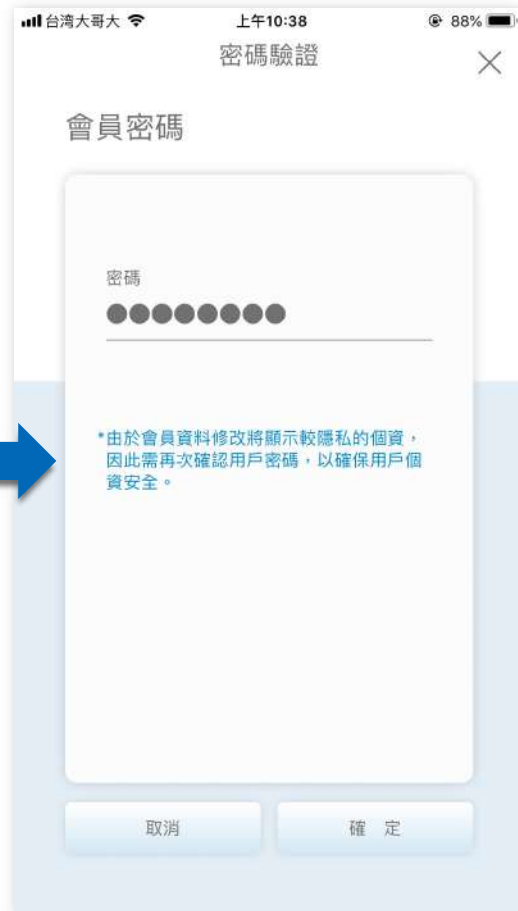 台湾大哥大 上午10:38 88%
密碼驗證
會員密碼
密碼
*由於會員資料修改將顯示較隱私的個資，
因此需再次確認用戶密碼，以確保用戶個
資安全。
取消 確 定